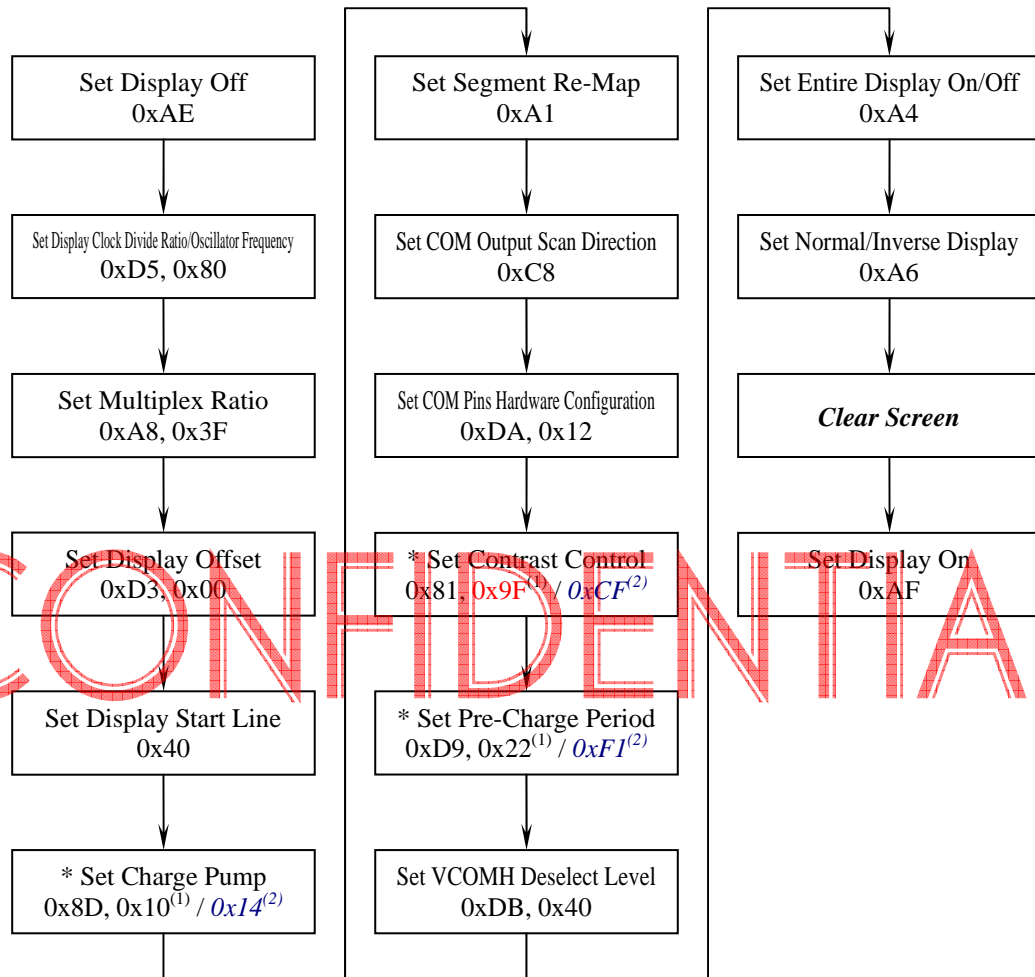 Set Display Off
0xAE
Set Display Clock Divide Ratio/Oscillator Frequency
0xD5, 0x80
Set Multiplex Ratio
0xA8, 0x3F
Set Display Offset
0xD3, 0x00
Set Display Start Line
0x40
* Set Charge Pump
0x8D, 0x10(1) / 0x14(2)
Set Segment Re-Map
0xA1
Set COM Output Scan Direction
0xC8
Set COM Pins Hardware Configuration
0xDA, 0x12
* Set Contrast Control
0x81, 0x9F(1) / 0xCF(2)
* Set Pre-Charge Period
0xD9, 0x22(1) / 0xF1(2)
Set VCOMH Deselect Level
0xDB, 0x40
Set Entire Display On/Off
0xA4
Set Normal/Inverse Display
0xA6
Clear Screen
Set Display On
0xAF
CONFIDENTIA